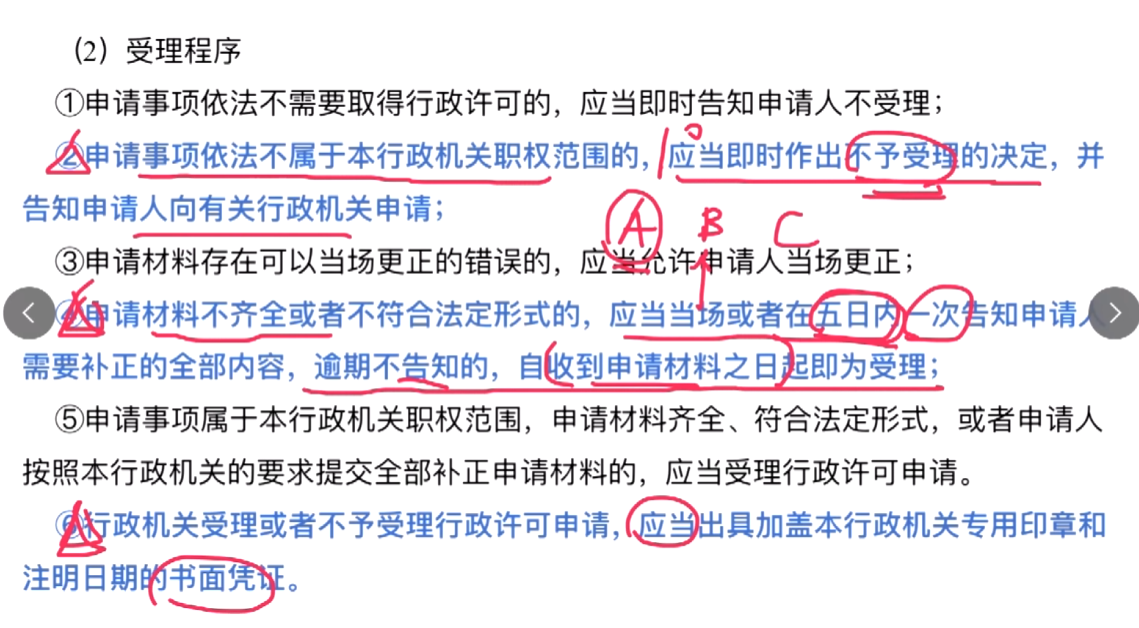 （2）受理程序
①申请事项依法不需要取得行政许可的，应当即时告知申请人不受理；
②申请事项依法不属于本行政机关职权范围的，应当即时作出不予受理的决定，并
告知申请人向有关行政机关申请；
A B C
③申请材料存在可以当场更正的错误的，应当允许申请人当场更正；
④申请材料不齐全或者不符合法定形式的，应当当场或者在五日内一次告知申请人
需要补正的全部内容，逾期不告知的，自收到申请材料之日起即为受理；
⑤申请事项属于本行政机关职权范围，申请材料齐全、符合法定形式，或者申请人
按照本行政机关的要求提交全部补正申请材料的，应当受理行政许可申请。
⑥行政机关受理或者不予受理行政许可申请，应当出具加盖本行政机关专用印章和
注明日期的书面凭证。